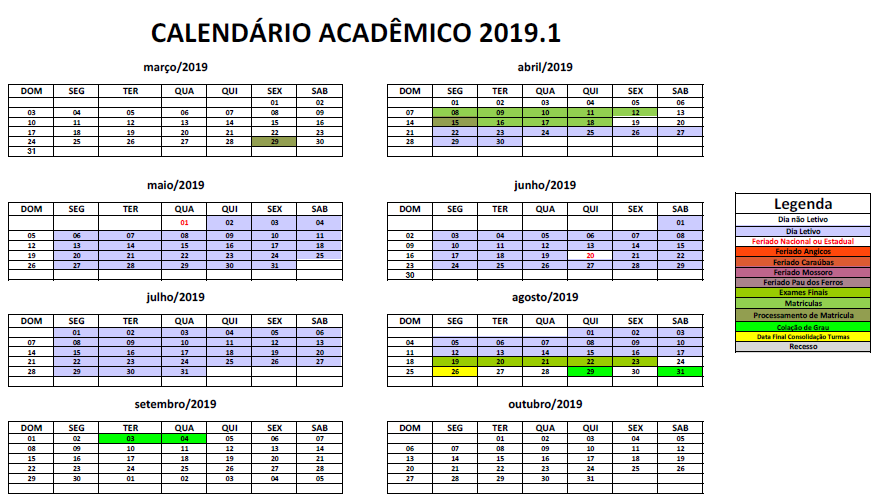 CALENDÁRIO ACADÊMICO 2019.1
março/2019
DOM SEG TER QUA QUI SEX SAB
01 02
03 04 05 06 07 08 09
10 11 12 13 14 15 16
17 18 19 20 21 22 23
24 25 26 27 28 29 30
31
abril/2019
DOM SEG TER QUA QUI SEX SAB
01 02 03 04 05 06
07 08 09 10 11 12 13
14 15 16 17 18 19 20
21 22 23 24 25 26 27
28 29 30
maio/2019
DOM SEG TER QUA QUI SEX SAB
01 02 03 04
05 06 07 08 09 10 11
12 13 14 15 16 17 18
19 20 21 22 23 24 25
26 27 28 29 30 31
junho/2019
DOM SEG TER QUA QUI SEX SAB
01
02 03 04 05 06 07 08
09 10 11 12 13 14 15
16 17 18 19 20 21 22
23 24 25 26 27 28 29
30
julho/2019
DOM SEG TER QUA QUI SEX SAB
01 02 03 04 05 06
07 08 09 10 11 12 13
14 15 16 17 18 19 20
21 22 23 24 25 26 27
28 29 30 31
agosto/2019
DOM SEG TER QUA QUI SEX SAB
01 02 03
04 05 06 07 08 09 10
11 12 13 14 15 16 17
18 19 20 21 22 23 24
25 26 27 28 29 30 31
setembro/2019
DOM SEG TER QUA QUI SEX SAB
01 02 03 04 05 06 07
08 09 10 11 12 13 14
15 16 17 18 19 20 21
22 23 24 25 26 27 28
29 30 01 02 03 04 05
outubro/2019
DOM SEG TER QUA QUI SEX SAB
01 02 03 04 05
06 07 08 09 10 11 12
13 14 15 16 17 18 19
20 21 22 23 24 25 26
27 28 29 30 31
Legenda
Dia não Letivo
Dia Letivo
Feriado Nacional ou Estadual
Feriado Angicos
Feriado Caraúbas
Feriado Mossoro
Feriado Pau dos Ferros
Exames Finais
Matriculas
Processamento de Matrícula
Colação de Grau
Data Final Consolidação Turmas
Recesso